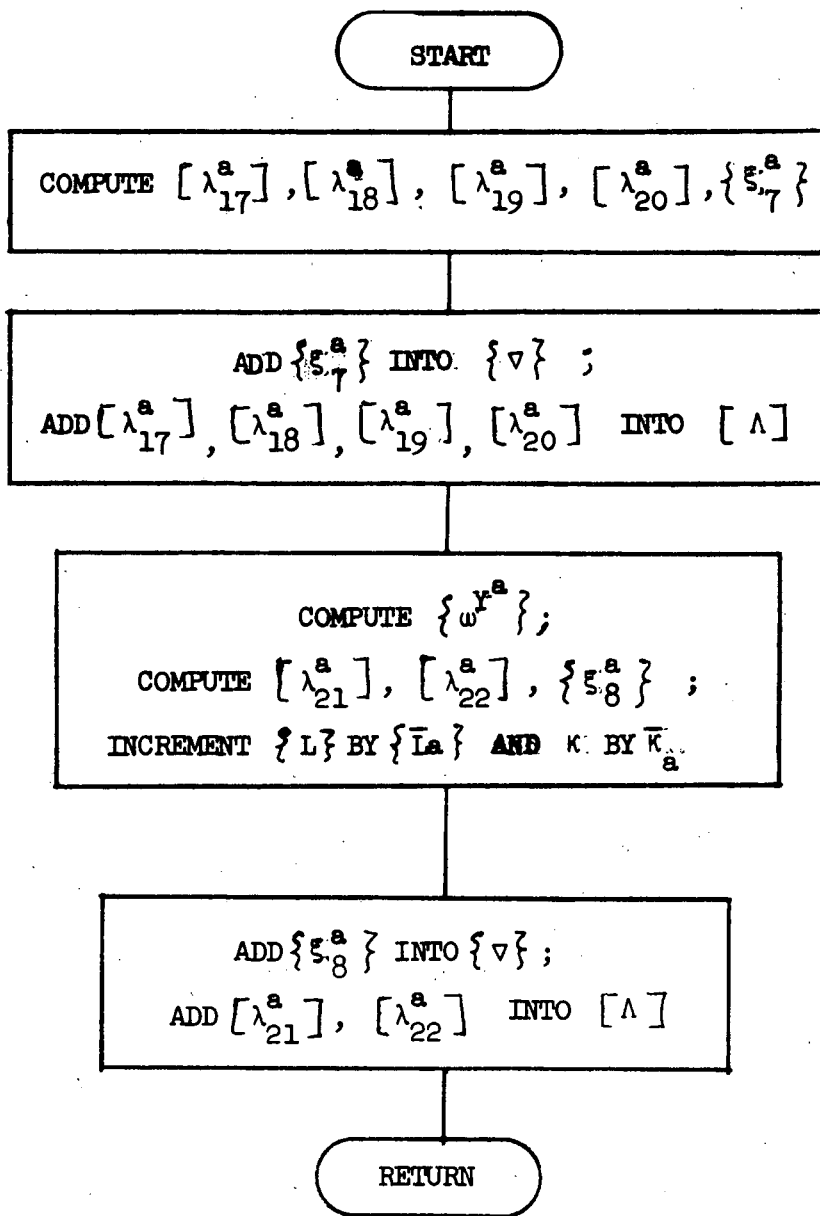 START
COMPUTE [λ^a_17], [λ^a_18], [λ^a_19], [λ^a_20], {ξ^a_7}
ADD {ξ^a_7} INTO {∇} ;
ADD [λ^a_17], [λ^a_18], [λ^a_19], [λ^a_20] INTO [Λ]
COMPUTE {ω^γ^a};
COMPUTE [λ^a_21], [λ^a_22], {ξ^a_8} ;
INCREMENT {L} BY {L̄a} AND K BY K̄_a
ADD {ξ^a_8} INTO {∇};
ADD [λ^a_21], [λ^a_22] INTO [Λ]
RETURN